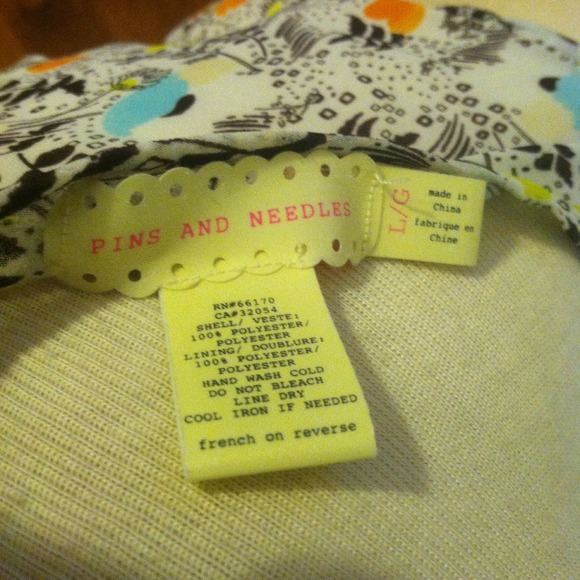 PINS AND NEEDLES
L/G
made in
China
fabrique en
Chine
RN#66170
CA#32054
SHELL/ VESTE:
100% POLYESTER/
POLYESTER
LINING/ DOUBLURE:
100% POLYESTER/
POLYESTER
HAND WASH COLD
DO NOT BLEACH
LINE DRY
COOL IRON IF NEEDED
french on reverse